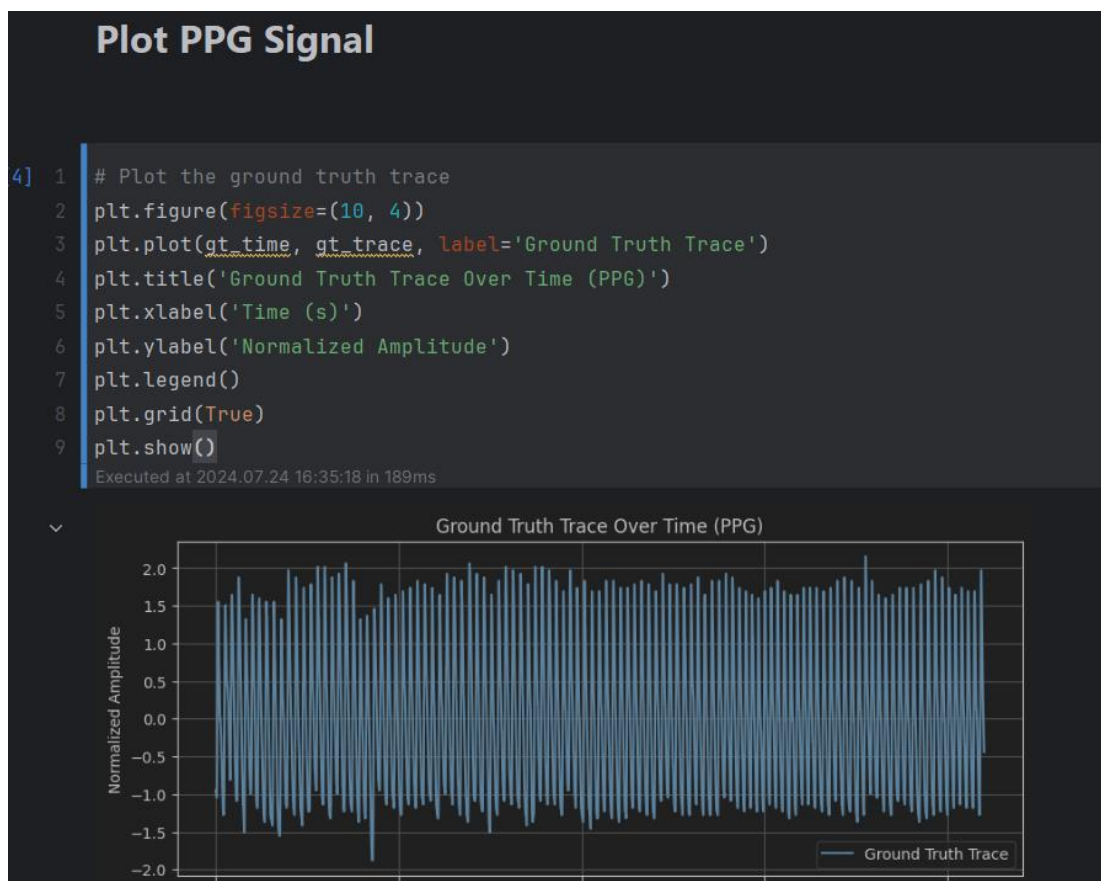 Plot PPG Signal
4] 1 # Plot the ground truth trace
2 plt.figure(figsize=(10, 4))
3 plt.plot(gt_time, gt_trace, label='Ground Truth Trace')
4 plt.title('Ground Truth Trace Over Time (PPG)')
5 plt.xlabel('Time (s)')
6 plt.ylabel('Normalized Amplitude')
7 plt.legend()
8 plt.grid(True)
9 plt.show()
Executed at 2024.07.24 16:35:18 in 189ms
Ground Truth Trace Over Time (PPG)
Normalized Amplitude
2.0
1.5
1.0
0.5
0.0
−0.5
−1.0
−1.5
−2.0
Ground Truth Trace